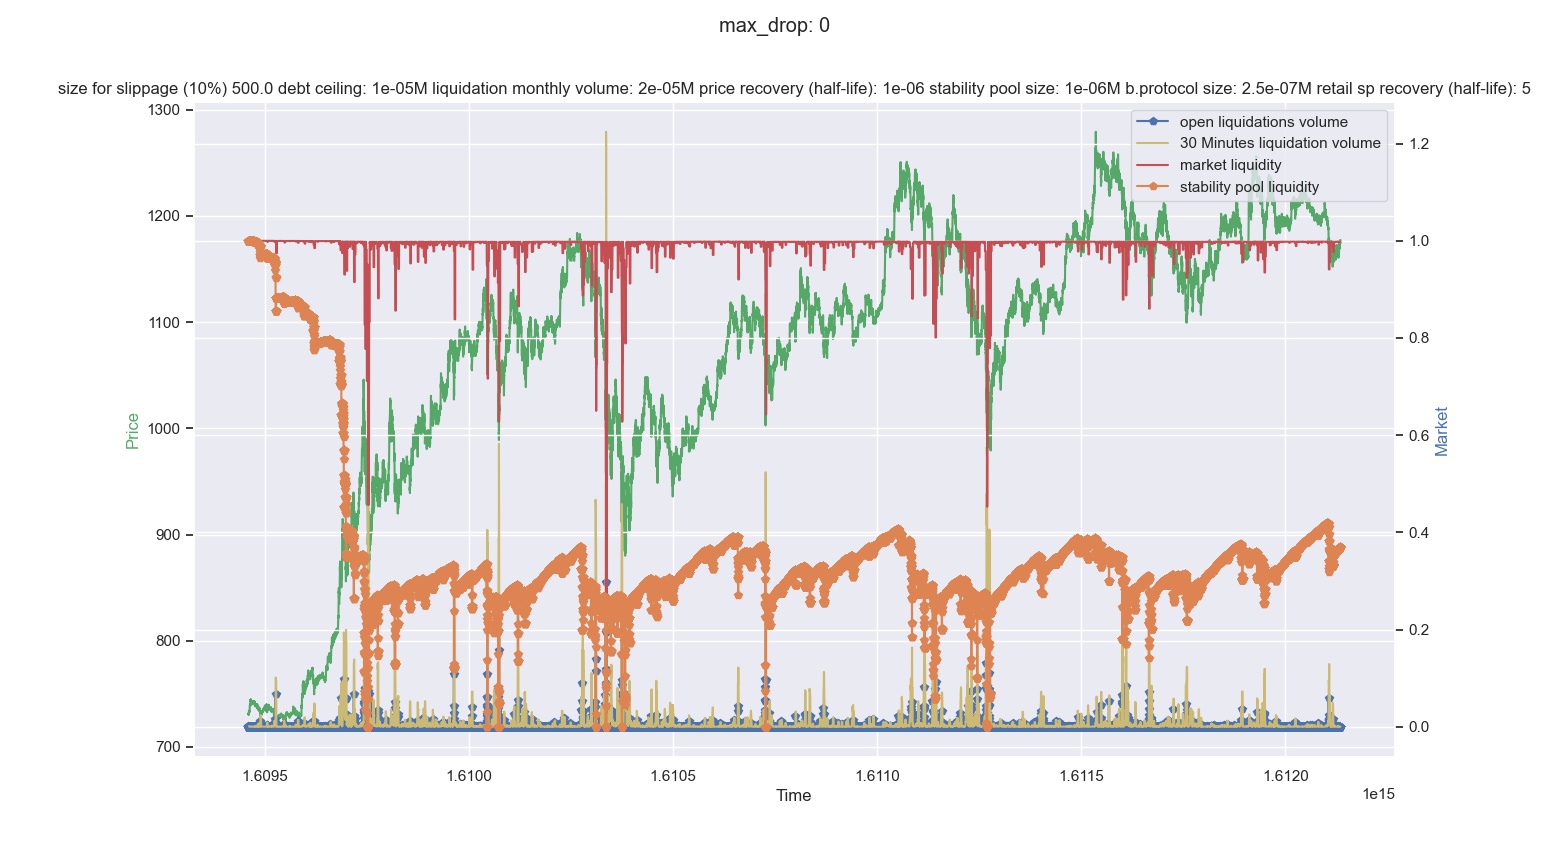 max_drop: 0
size for slippage (10%) 500.0 debt ceiling: 1e-05M liquidation monthly volume: 2e-05M price recovery (half-life): 1e-06 stability pool size: 1e-06M b.protocol size: 2.5e-07M retail sp recovery (half-life): 5
1300
1200
1100
1000
900
800
700
Price
open liquidations volume
30 Minutes liquidation volume
market liquidity
stability pool liquidity
1.2
1.0
0.8
0.6
0.4
0.2
0.0
Market
1.6095
1.6100
1.6105
1.6110
1.6115
1.6120
Time
1e15